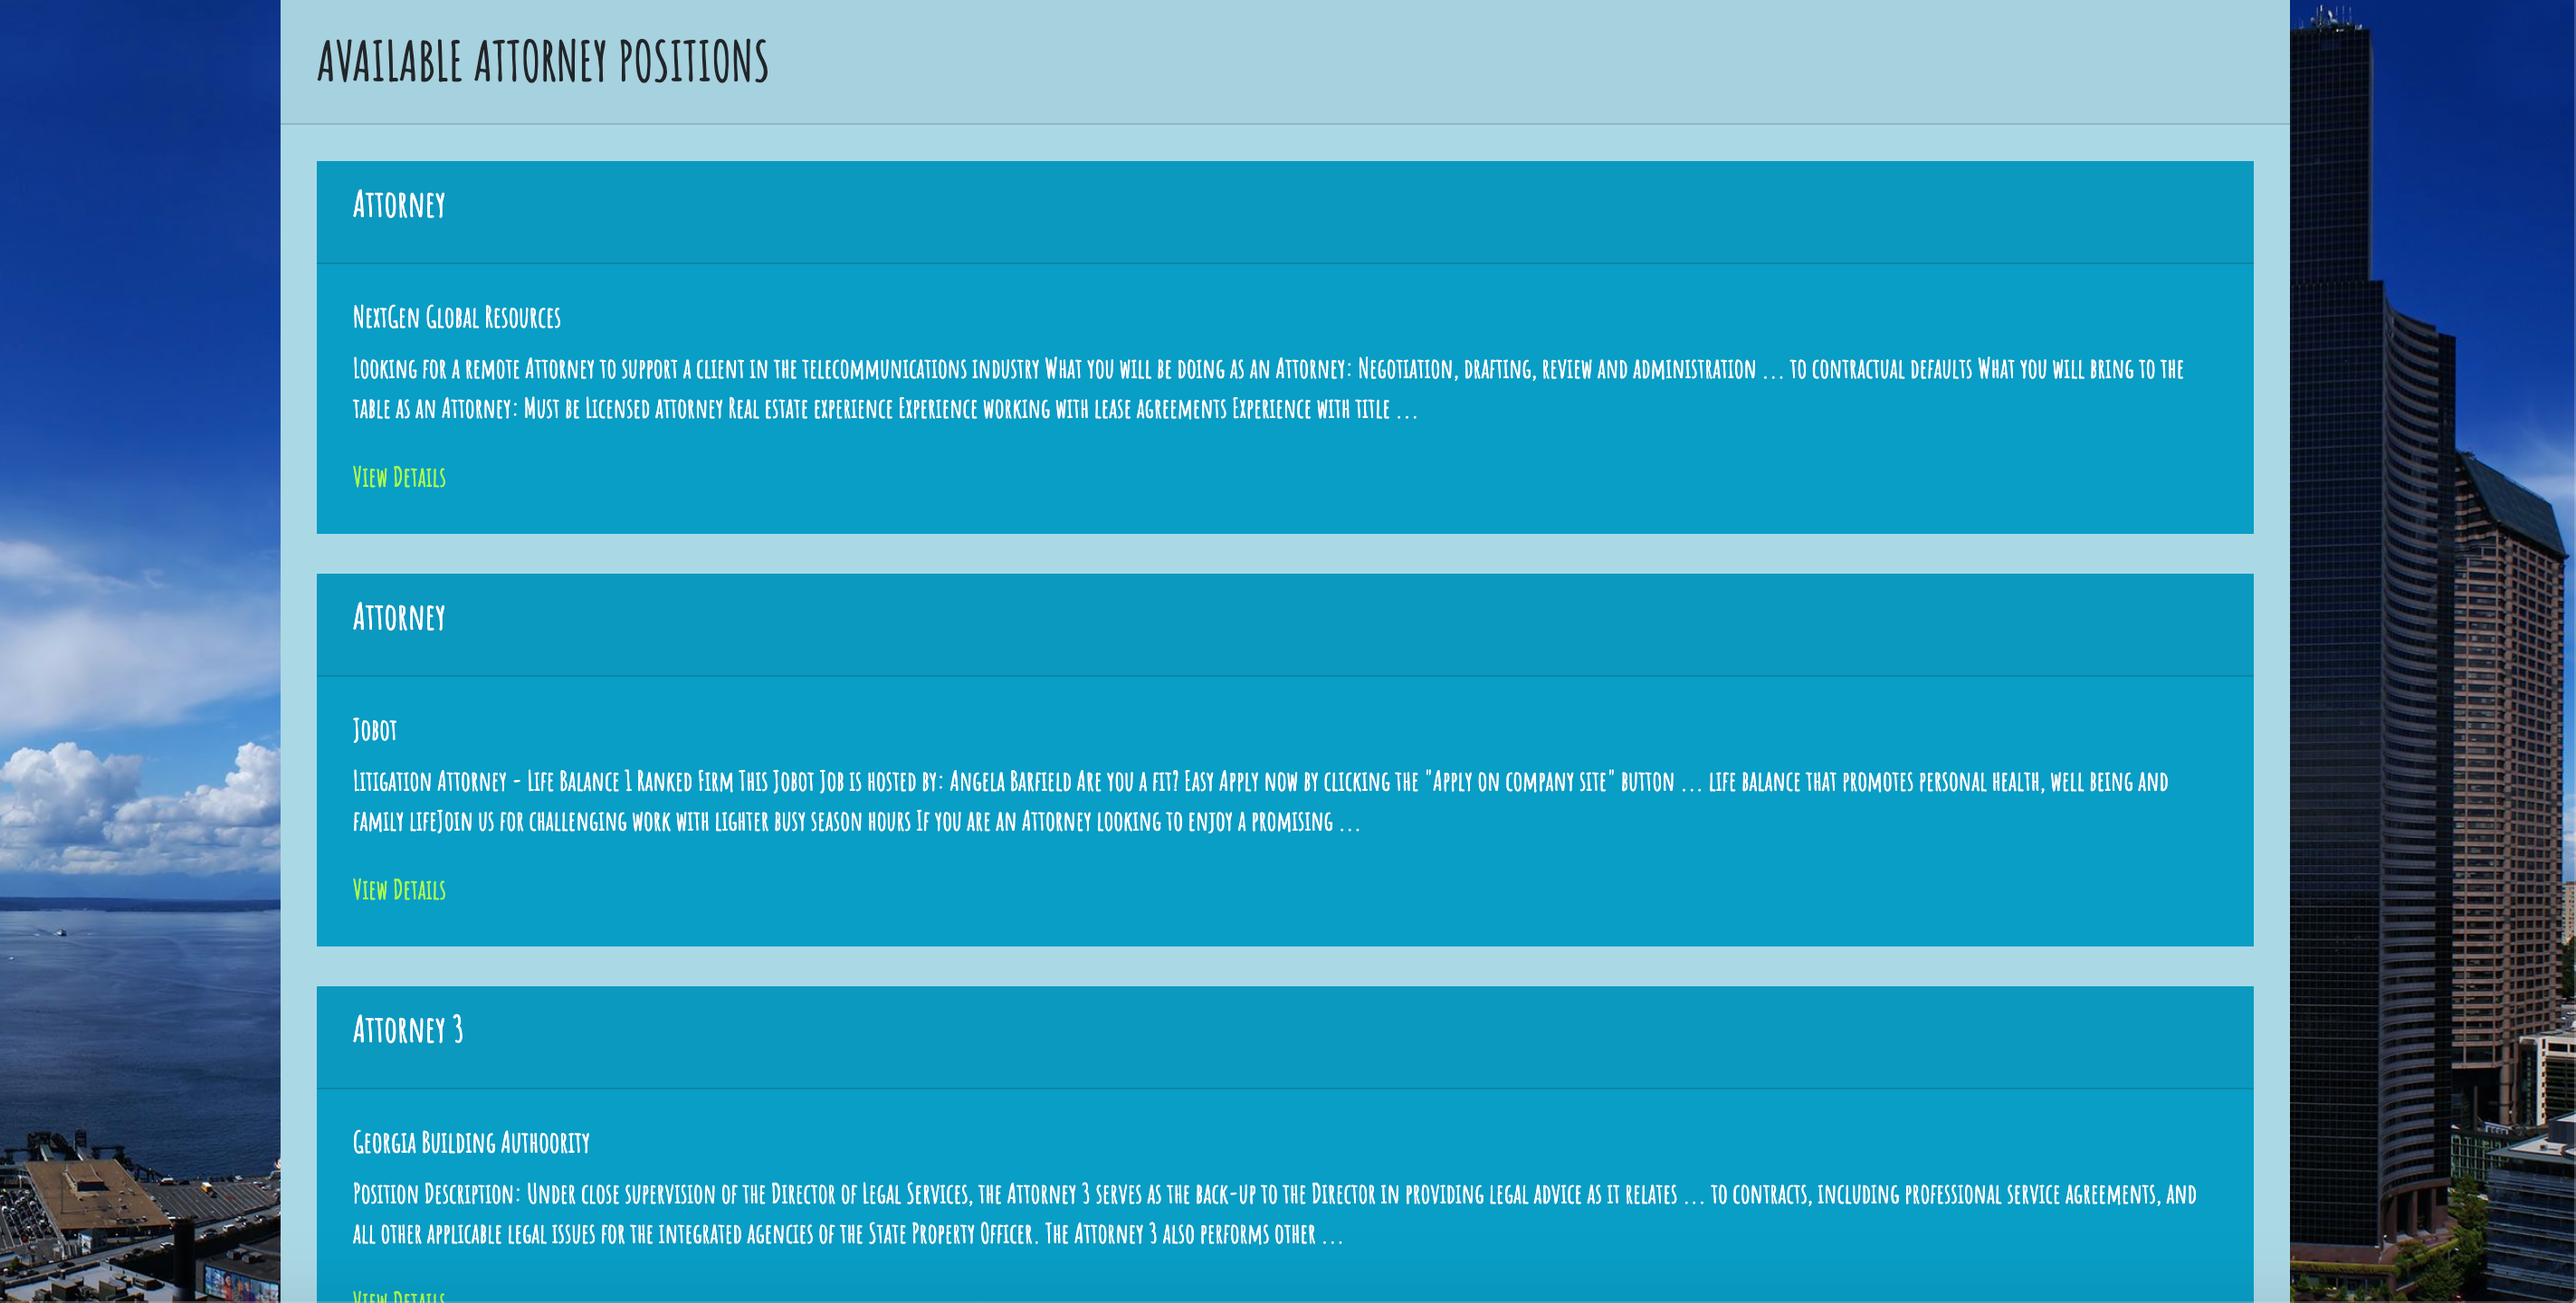 AVAILABLE ATTORNEY POSITIONS
Attorney
NextGen Global Resources
Looking for a remote Attorney to support a client in the telecommunications industry What you will be doing as an Attorney: Negotiation, drafting, review and administration ... to contractual defaults What you will bring to the
table as an Attorney: Must be Licensed attorney Real estate experience Experience working with lease agreements Experience with title ...
View Details
Attorney
Jobot
Litigation Attorney - Life Balance 1 Ranked Firm This Jobot Job is hosted by: Angela Barfield Are you a fit? Easy Apply now by clicking the "Apply on company site" button ... life balance that promotes personal health, well being and
family lifeJoin us for challenging work with lighter busy season hours If you are an Attorney looking to enjoy a promising ...
View Details
Attorney 3
Georgia Building Authoority
Position Description: Under close supervision of the Director of Legal Services, the Attorney 3 serves as the back-up to the Director in providing legal advice as it relates ... to contracts, including professional service agreements, and
all other applicable legal issues for the integrated agencies of the State Property Officer. The Attorney 3 also performs other ...
View Details